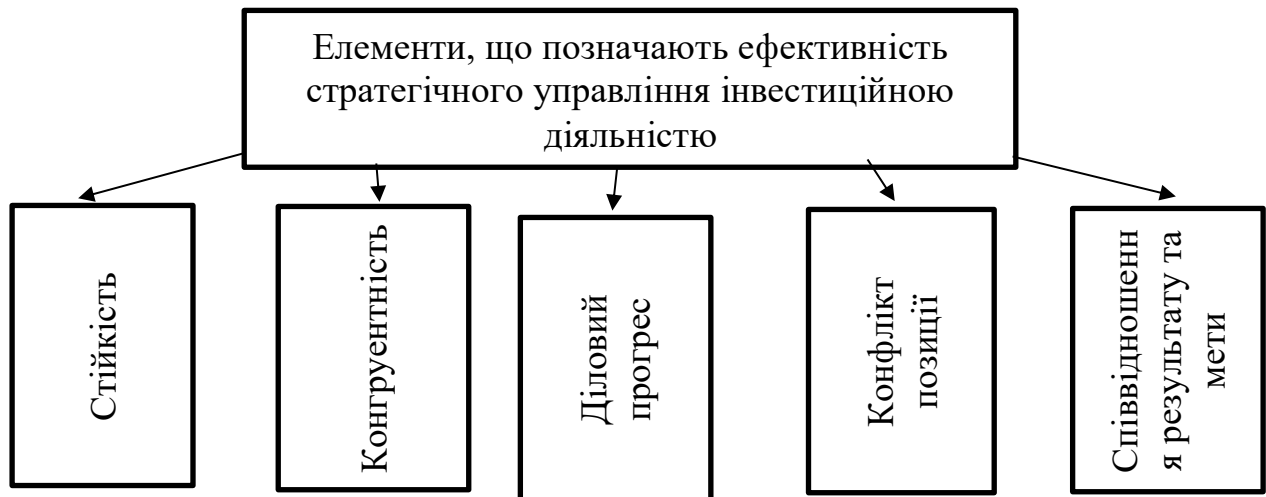 Елементи, що позначають ефективність
стратегічного управління інвестиційною
діяльністю
Стійкість
Конгруентність
Діловий
прогрес
Конфлікт
позиції
Співвідношенн
я результату та
мети